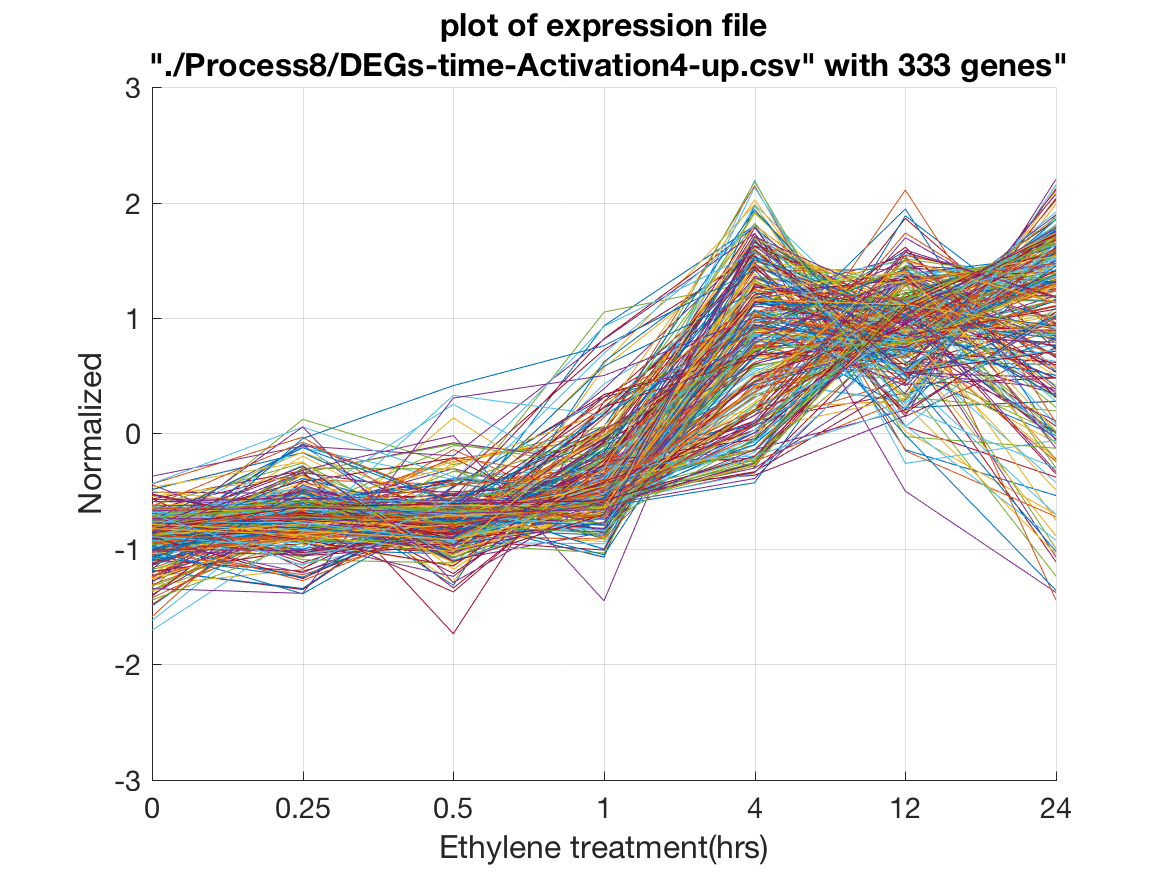 plot of expression file
"./Process8/DEGs-time-Activation4-up.csv" with 333 genes"
3
2
1
0
-1
-2
-3
Normalized
0 0.25 0.5 1 4 12 24
Ethylene treatment(hrs)